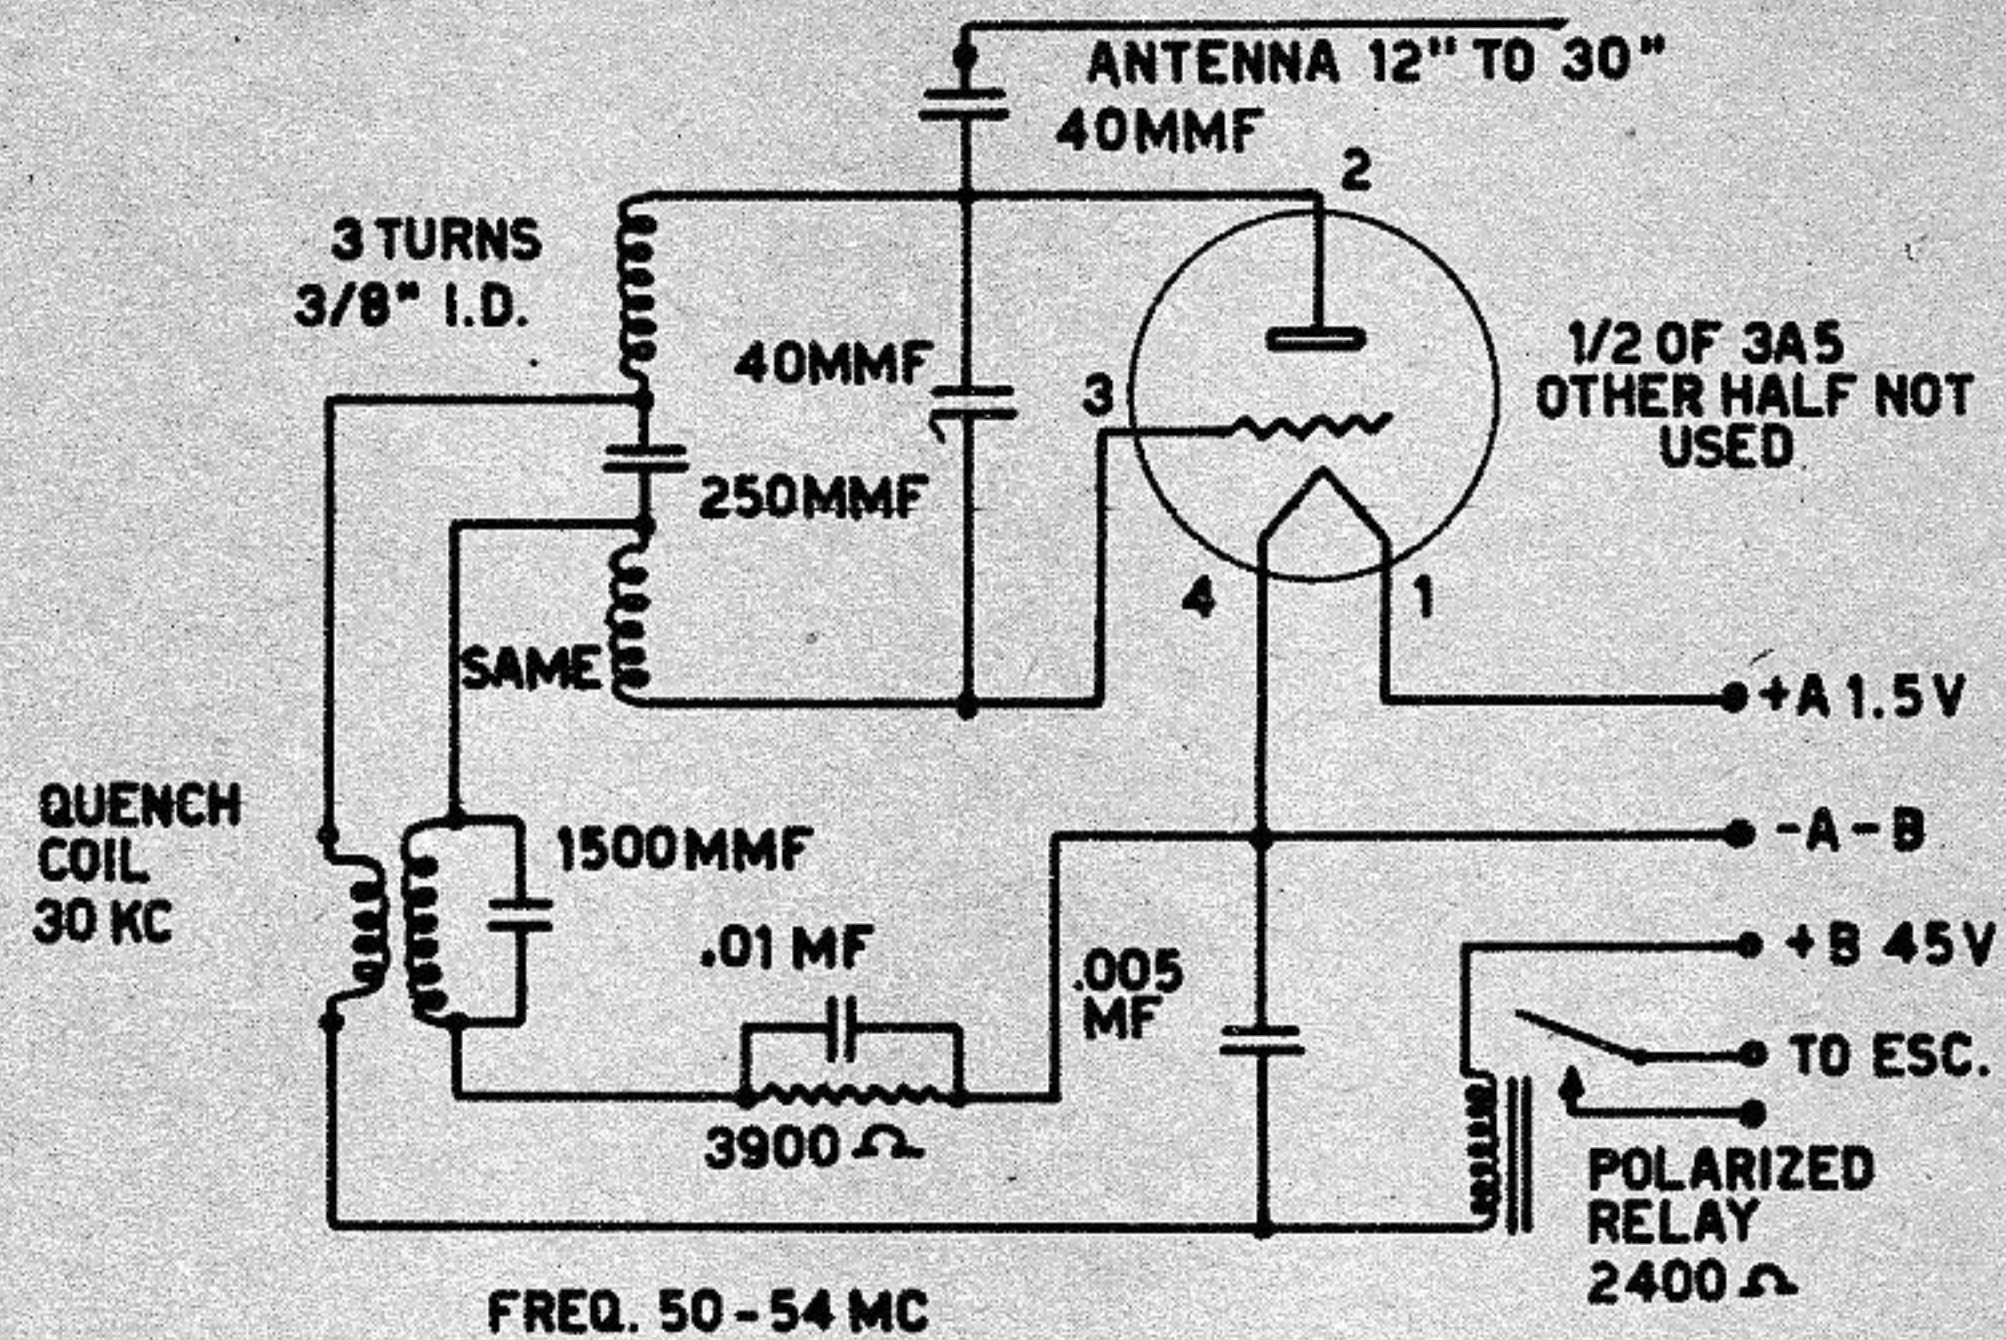 ANTENNA 12" TO 30"
40MMF
2
3 TURNS
3/8" I.D.
40MMF
3
1/2 OF 3A5
OTHER HALF NOT
USED
250MMF
4
1
SAME
+A 1.5V
QUENCH
COIL
30 KC
1500MMF
-A-B
.01 MF
.005
MF
+B 45V
TO ESC.
3900 Ω
POLARIZED
RELAY
2400 Ω
FREQ. 50-54 MC